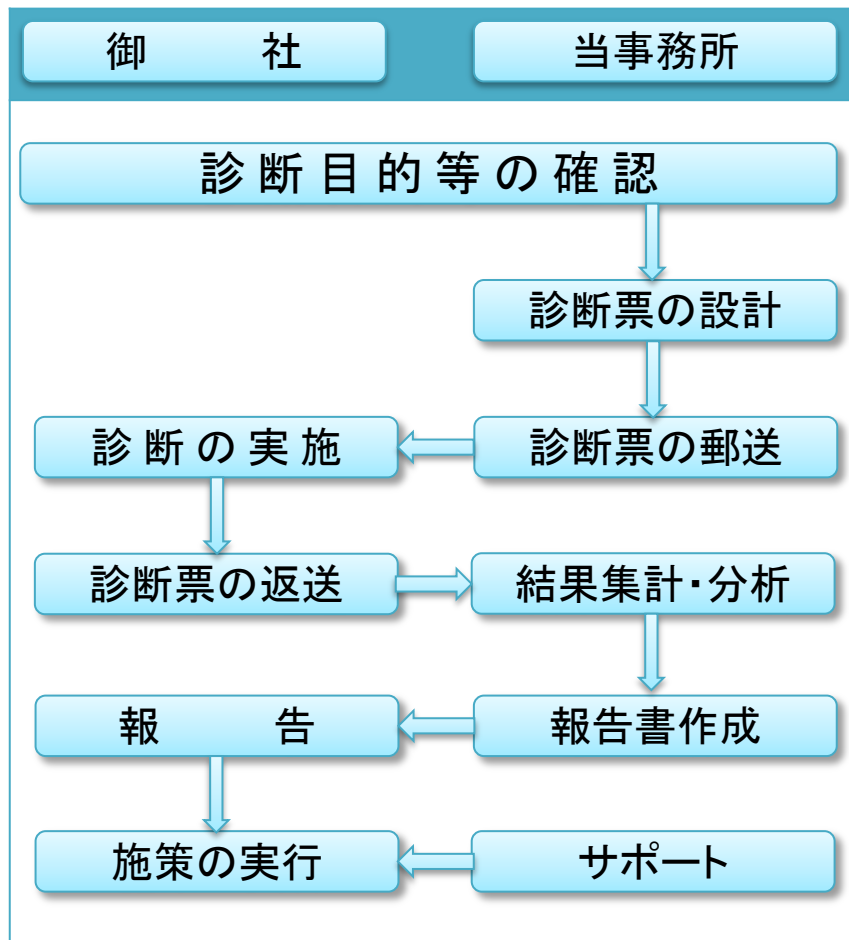 御　　社
当事務所
診断目的等の確認
診断票の設計
診断の実施
診断票の郵送
診断票の返送
結果集計・分析
報　　告
報告書作成
施策の実行
サポート